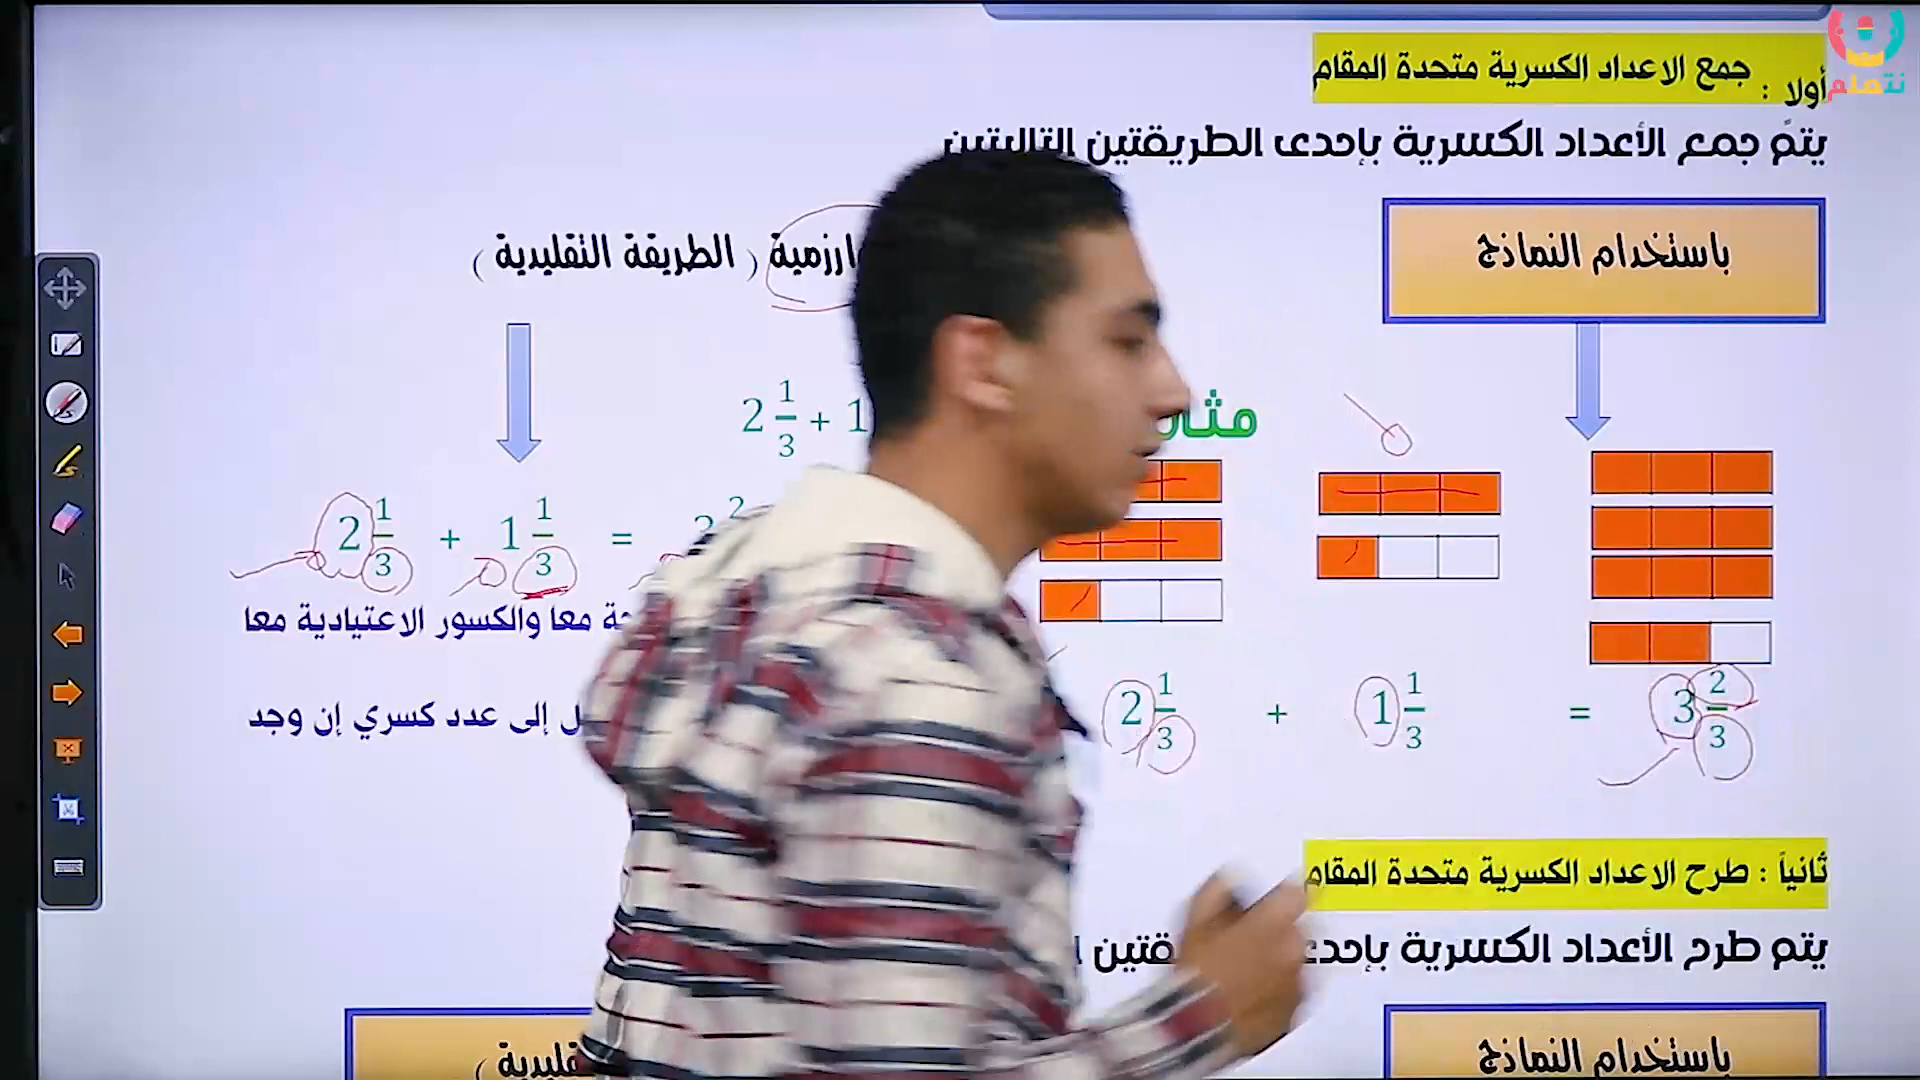 نتعلم
أولا : جمع الاعداد الكسرية متحدة المقام
يتم جمع الأعداد الكسرية بإحدى الطريقتين التاليتين
باستخدام النماذج
( الطريقة التقليدية )
2 1/3 + 1
2 1/3 + 1 1/3 =
معا والكسور الاعتيادية معا
إلى عدد كسري إن وجد
2 1/3 + 1 1/3 = 3 2/3
ثانياً : طرح الاعداد الكسرية متحدة المقام
يتم طرح الأعداد الكسرية
باستخدام النماذج